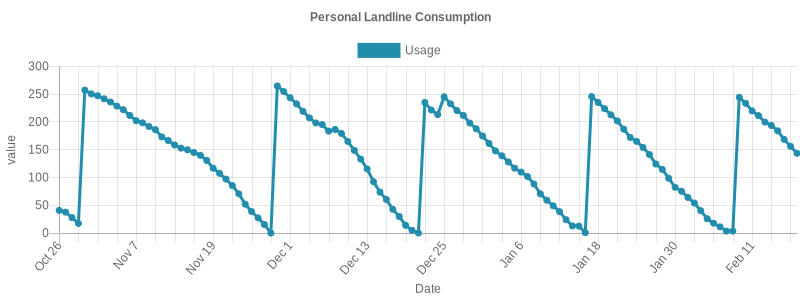 Personal Landline Consumption
Usage
300
250
200
150
100
50
0
value
Oct 26
Nov 7
Nov 19
Dec 1
Dec 13
Dec 25
Jan 6
Jan 18
Jan 30
Feb 11
Date